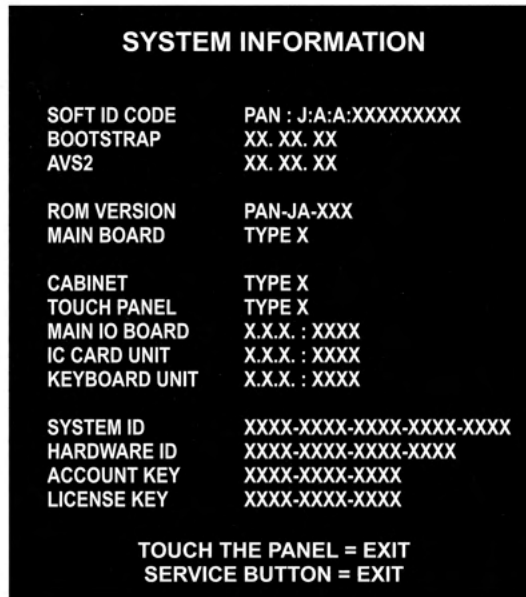 SYSTEM INFORMATION
SOFT ID CODE PAN : J:A:A:XXXXXXXXX
BOOTSTRAP XX. XX. XX
AVS2 XX. XX. XX
ROM VERSION PAN-JA-XXX
MAIN BOARD TYPE X
CABINET TYPE X
TOUCH PANEL TYPE X
MAIN IO BOARD X.X.X. : XXXX
IC CARD UNIT X.X.X. : XXXX
KEYBOARD UNIT X.X.X. : XXXX
SYSTEM ID XXXX-XXXX-XXXX-XXXX-XXXX
HARDWARE ID XXXX-XXXX-XXXX-XXXX
ACCOUNT KEY XXXX-XXXX-XXXX
LICENSE KEY XXXX-XXXX-XXXX
TOUCH THE PANEL = EXIT
SERVICE BUTTON = EXIT